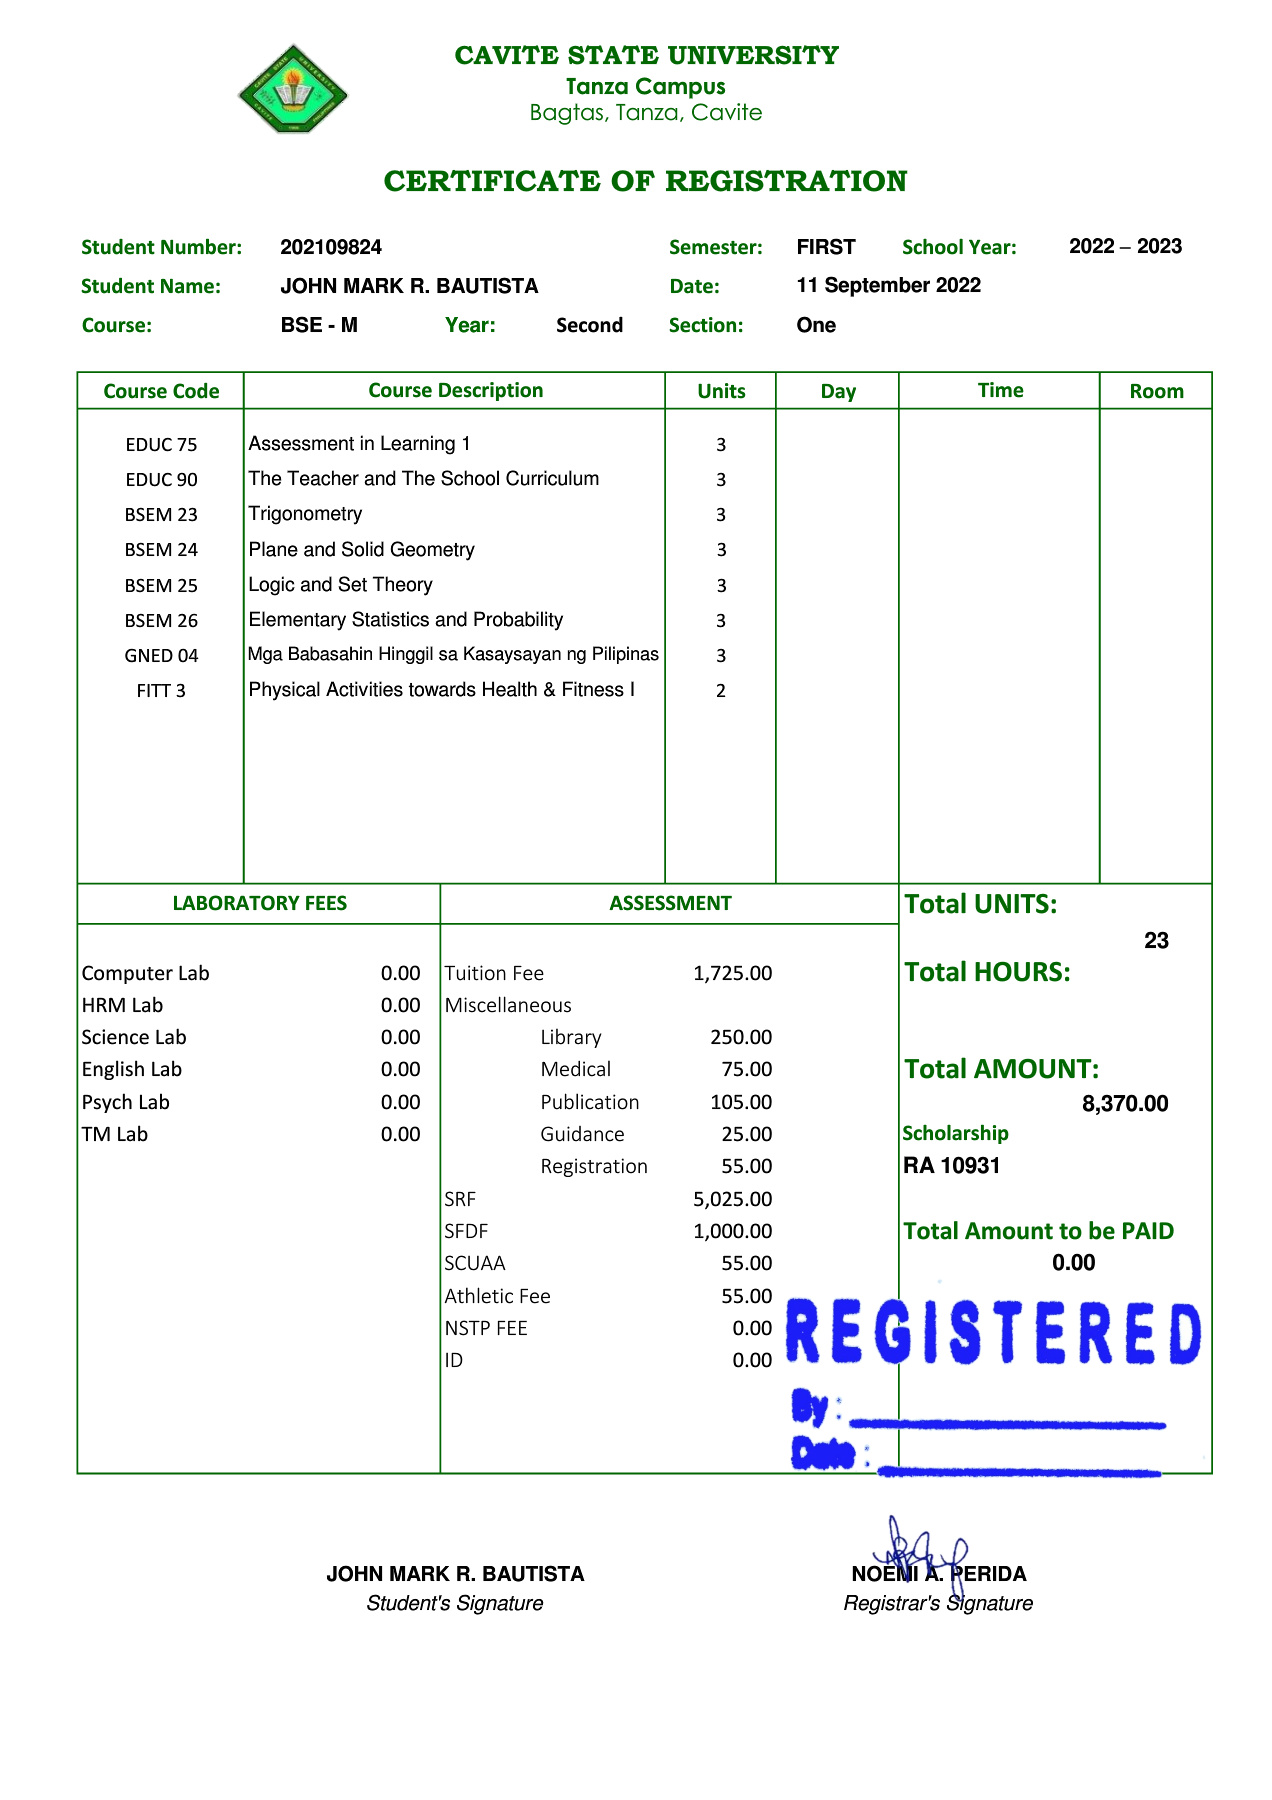 CAVITE STATE UNIVERSITY
Tanza Campus
Bagtas, Tanza, Cavite
CERTIFICATE OF REGISTRATION
Student Number: 202109824 Semester: FIRST School Year: 2022 – 2023
Student Name: JOHN MARK R. BAUTISTA Date: 11 September 2022
Course: BSE - M Year: Second Section: One
Course Code Course Description Units Day Time Room
EDUC 75 Assessment in Learning 1 3
EDUC 90 The Teacher and The School Curriculum 3
BSEM 23 Trigonometry 3
BSEM 24 Plane and Solid Geometry 3
BSEM 25 Logic and Set Theory 3
BSEM 26 Elementary Statistics and Probability 3
GNED 04 Mga Babasahin Hinggil sa Kasaysayan ng Pilipinas 3
FITT 3 Physical Activities towards Health & Fitness I 2
LABORATORY FEES
Computer Lab 0.00
HRM Lab 0.00
Science Lab 0.00
English Lab 0.00
Psych Lab 0.00
TM Lab 0.00
ASSESSMENT
Tuition Fee 1,725.00
Miscellaneous
Library 250.00
Medical 75.00
Publication 105.00
Guidance 25.00
Registration 55.00
SRF 5,025.00
SFDF 1,000.00
SCUAA 55.00
Athletic Fee 55.00
NSTP FEE 0.00
ID 0.00
Total UNITS:
23
Total HOURS:
Total AMOUNT:
8,370.00
Scholarship
RA 10931
Total Amount to be PAID
0.00
REGISTERED
By :
Date :
JOHN MARK R. BAUTISTA
Student's Signature
NOEMI A. PERIDA
Registrar's Signature